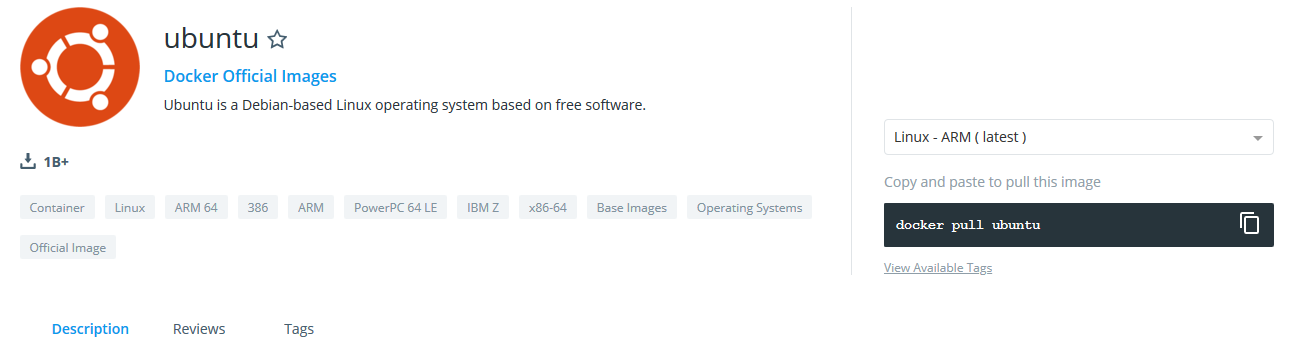 ubuntu
Docker Official Images
Ubuntu is a Debian-based Linux operating system based on free software.
1B+
Container Linux ARM 64 386 ARM PowerPC 64 LE IBM Z x86-64 Base Images Operating Systems
Official Image
Linux - ARM ( latest )
Copy and paste to pull this image
docker pull ubuntu
View Available Tags
Description Reviews Tags